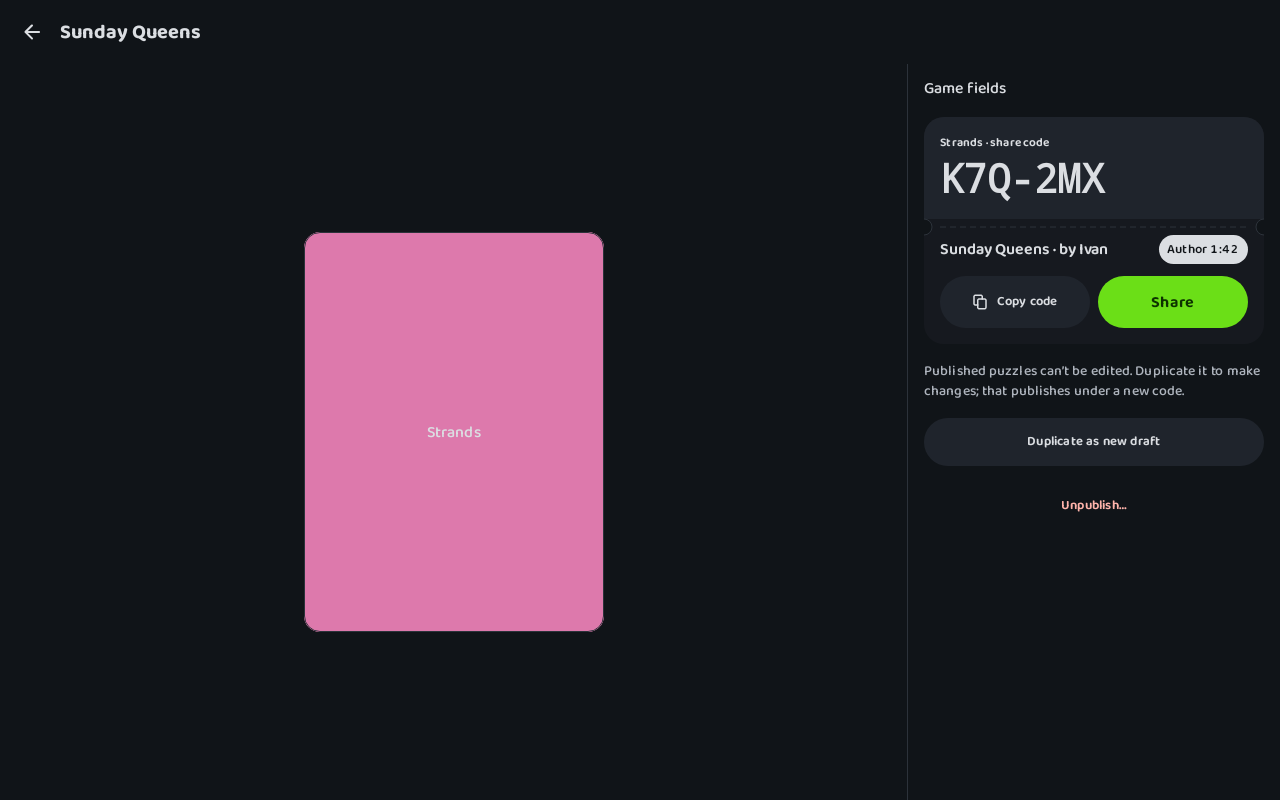 Sunday Queens
Game fields
Strands · share code
K7Q-2MX
Sunday Queens · by Ivan
Author 1:42
Copy code
Share
Published puzzles can't be edited. Duplicate it to make
changes; that publishes under a new code.
Duplicate as new draft
Unpublish…
Strands